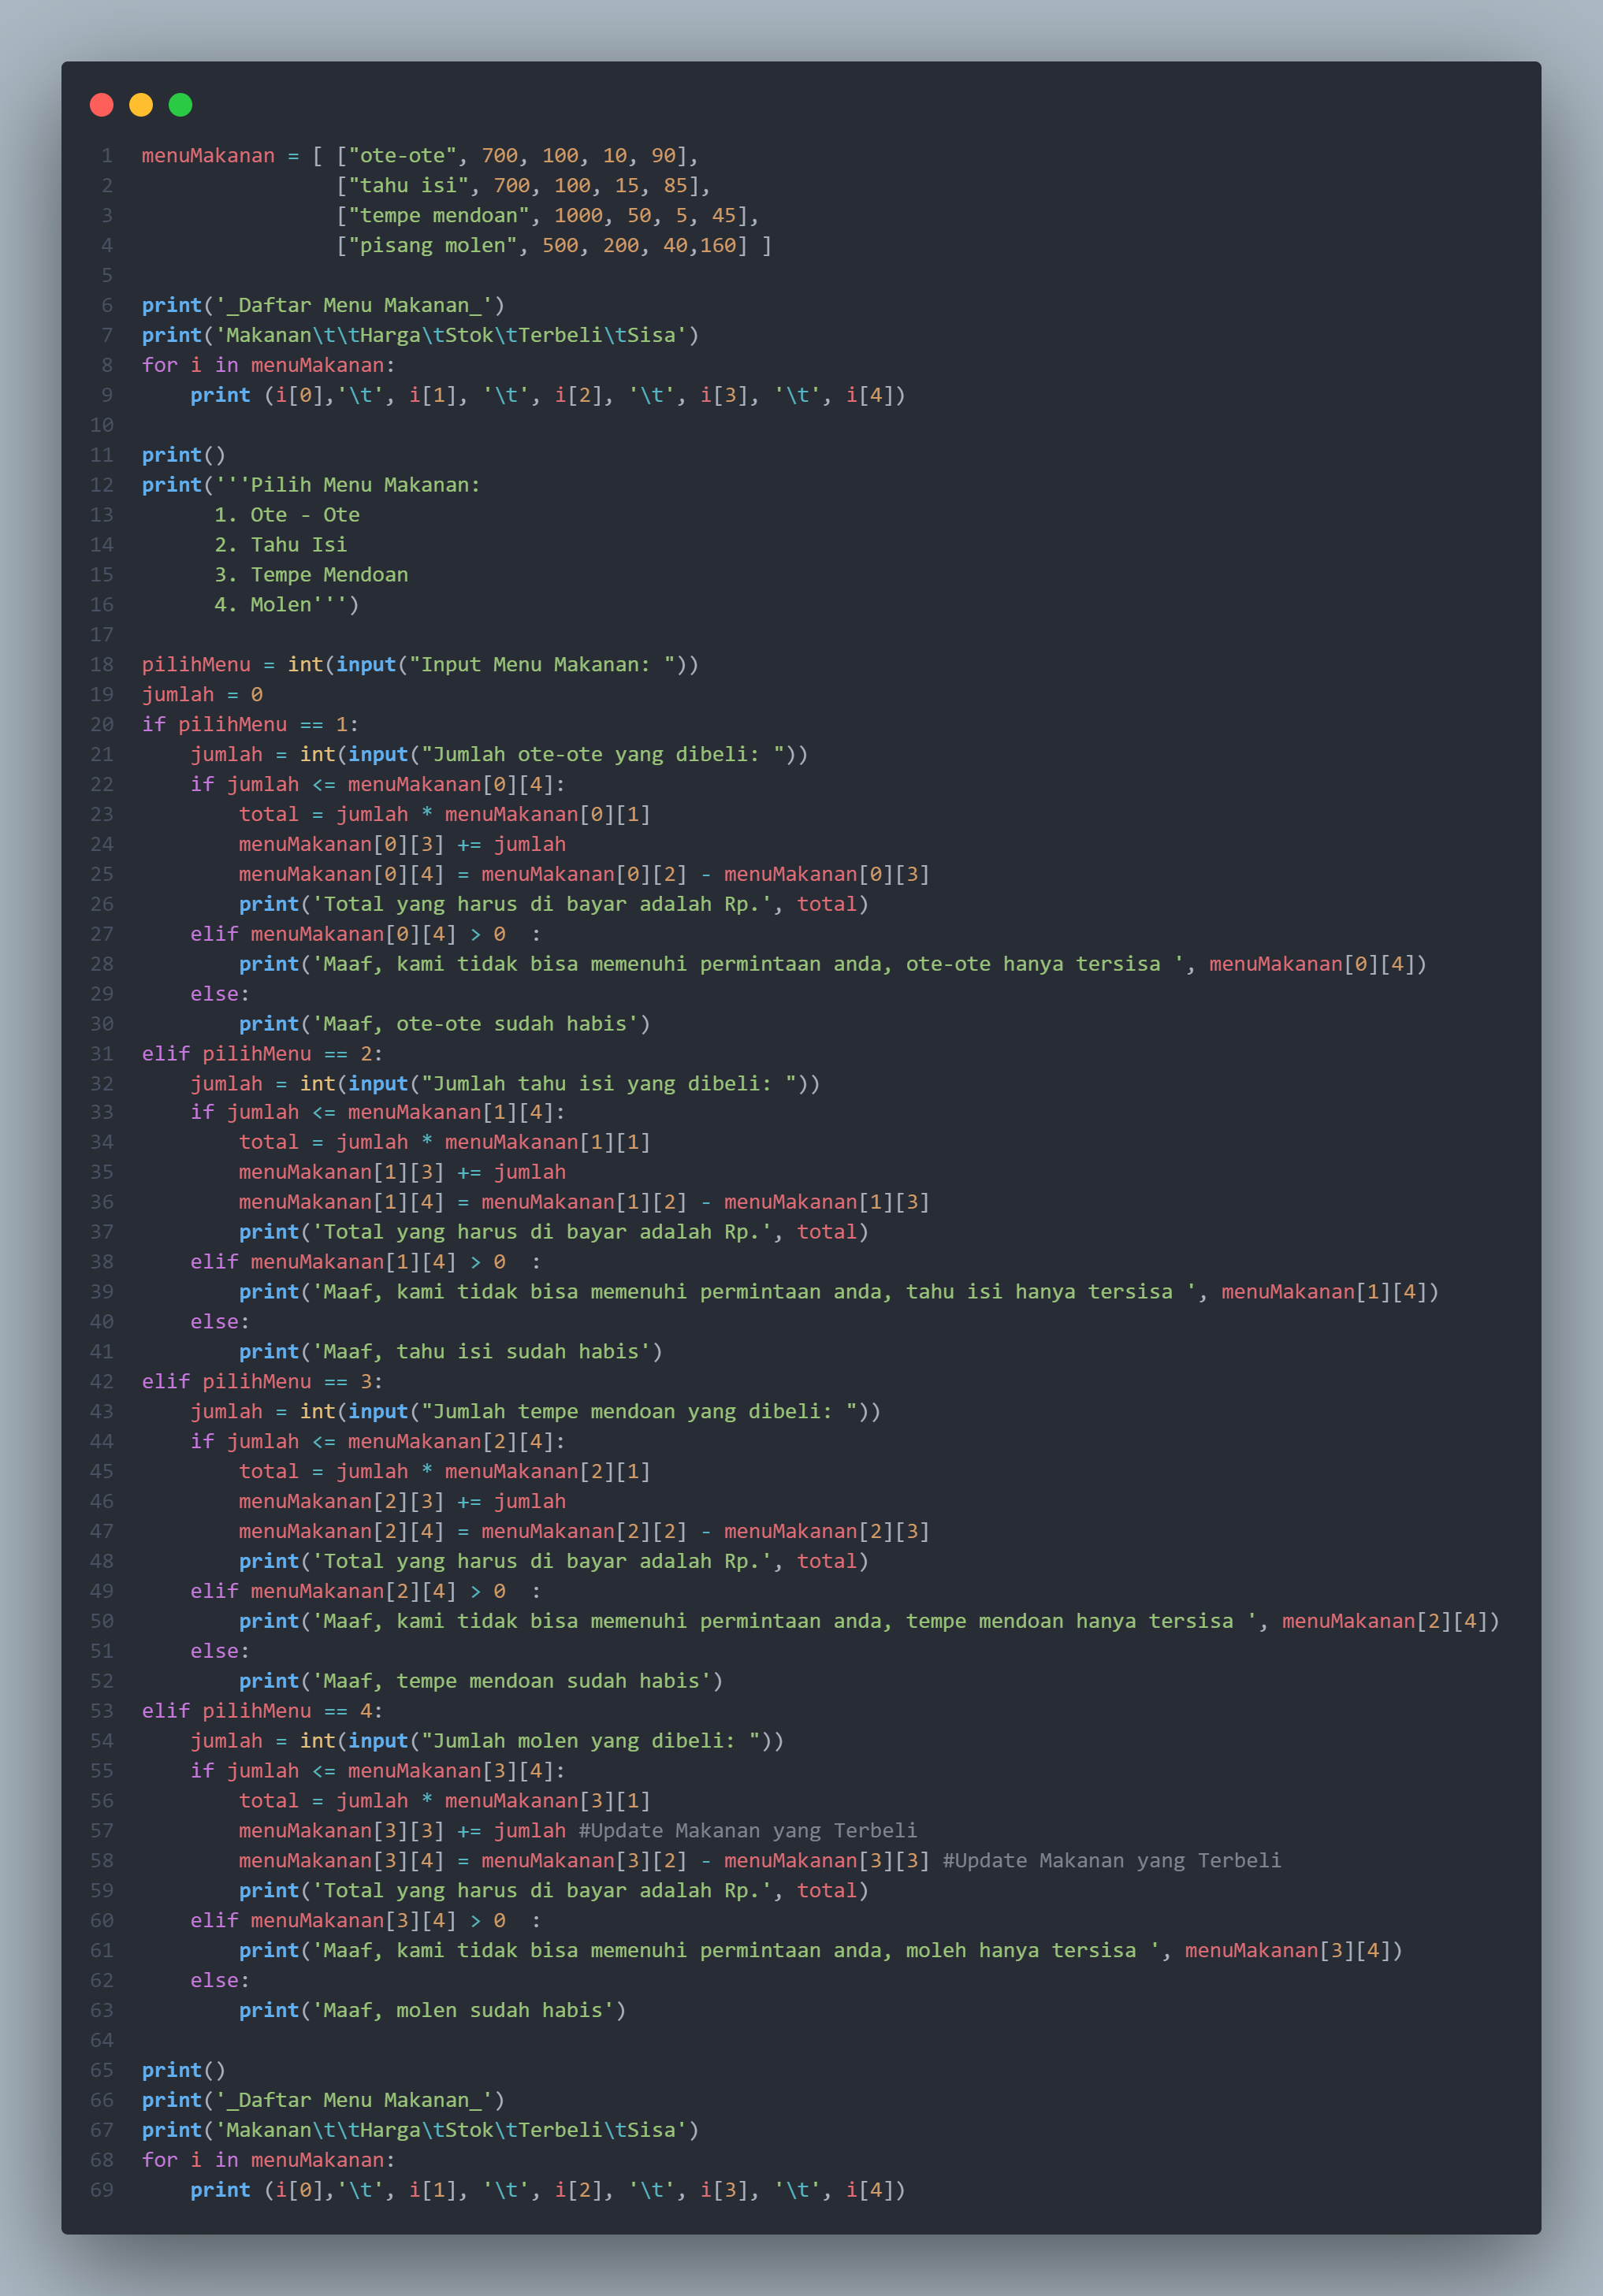 1 menuMakanan = [ ["ote-ote", 700, 100, 10, 90],
2                 ["tahu isi", 700, 100, 15, 85],
3                 ["tempe mendoan", 1000, 50, 5, 45],
4                 ["pisang molen", 500, 200, 40,160] ]
5
6 print('_Daftar Menu Makanan_')
7 print('Makanan\t\tHarga\tStok\tTerbeli\tSisa')
8 for i in menuMakanan:
9     print (i[0],'\t', i[1], '\t', i[2], '\t', i[3], '\t', i[4])
10
11 print()
12 print('''Pilih Menu Makanan:
13       1. Ote - Ote
14       2. Tahu Isi
15       3. Tempe Mendoan
16       4. Molen''')
17
18 pilihMenu = int(input("Input Menu Makanan: "))
19 jumlah = 0
20 if pilihMenu == 1:
21     jumlah = int(input("Jumlah ote-ote yang dibeli: "))
22     if jumlah <= menuMakanan[0][4]:
23         total = jumlah * menuMakanan[0][1]
24         menuMakanan[0][3] += jumlah
25         menuMakanan[0][4] = menuMakanan[0][2] - menuMakanan[0][3]
26         print('Total yang harus di bayar adalah Rp.', total)
27     elif menuMakanan[0][4] > 0  :
28         print('Maaf, kami tidak bisa memenuhi permintaan anda, ote-ote hanya tersisa ', menuMakanan[0][4])
29     else:
30         print('Maaf, ote-ote sudah habis')
31 elif pilihMenu == 2:
32     jumlah = int(input("Jumlah tahu isi yang dibeli: "))
33     if jumlah <= menuMakanan[1][4]:
34         total = jumlah * menuMakanan[1][1]
35         menuMakanan[1][3] += jumlah
36         menuMakanan[1][4] = menuMakanan[1][2] - menuMakanan[1][3]
37         print('Total yang harus di bayar adalah Rp.', total)
38     elif menuMakanan[1][4] > 0  :
39         print('Maaf, kami tidak bisa memenuhi permintaan anda, tahu isi hanya tersisa ', menuMakanan[1][4])
40     else:
41         print('Maaf, tahu isi sudah habis')
42 elif pilihMenu == 3:
43     jumlah = int(input("Jumlah tempe mendoan yang dibeli: "))
44     if jumlah <= menuMakanan[2][4]:
45         total = jumlah * menuMakanan[2][1]
46         menuMakanan[2][3] += jumlah
47         menuMakanan[2][4] = menuMakanan[2][2] - menuMakanan[2][3]
48         print('Total yang harus di bayar adalah Rp.', total)
49     elif menuMakanan[2][4] > 0  :
50         print('Maaf, kami tidak bisa memenuhi permintaan anda, tempe mendoan hanya tersisa ', menuMakanan[2][4])
51     else:
52         print('Maaf, tempe mendoan sudah habis')
53 elif pilihMenu == 4:
54     jumlah = int(input("Jumlah molen yang dibeli: "))
55     if jumlah <= menuMakanan[3][4]:
56         total = jumlah * menuMakanan[3][1]
57         menuMakanan[3][3] += jumlah #Update Makanan yang Terbeli
58         menuMakanan[3][4] = menuMakanan[3][2] - menuMakanan[3][3] #Update Makanan yang Terbeli
59         print('Total yang harus di bayar adalah Rp.', total)
60     elif menuMakanan[3][4] > 0  :
61         print('Maaf, kami tidak bisa memenuhi permintaan anda, moleh hanya tersisa ', menuMakanan[3][4])
62     else:
63         print('Maaf, molen sudah habis')
64
65 print()
66 print('_Daftar Menu Makanan_')
67 print('Makanan\t\tHarga\tStok\tTerbeli\tSisa')
68 for i in menuMakanan:
69     print (i[0],'\t', i[1], '\t', i[2], '\t', i[3], '\t', i[4])